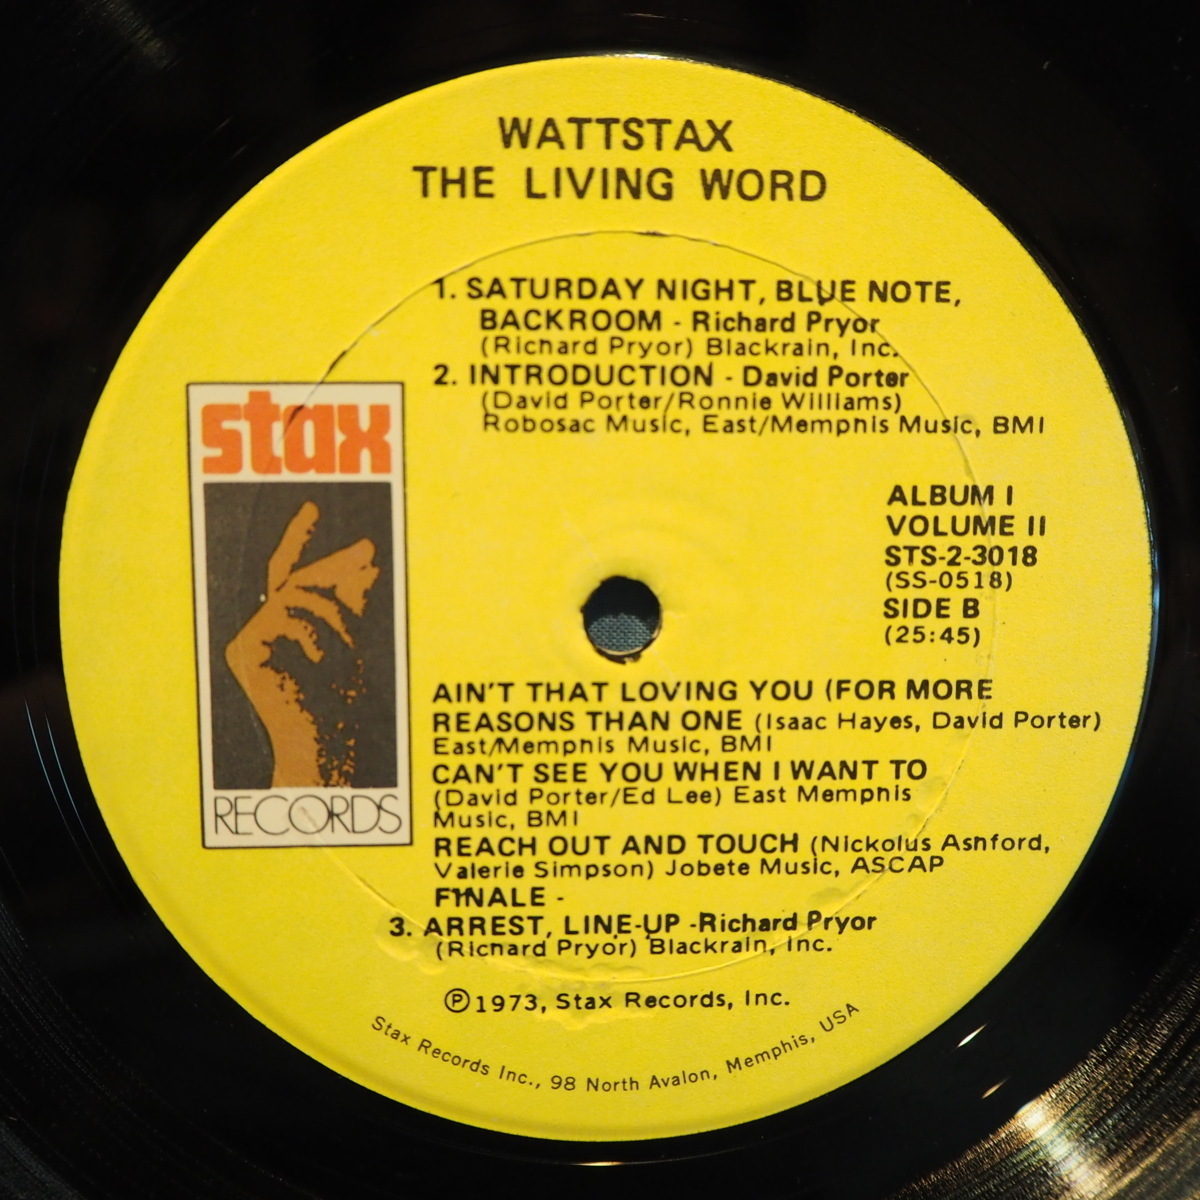 WATTSTAX
THE LIVING WORD
1. SATURDAY NIGHT, BLUE NOTE,
BACKROOM - Richard Pryor
(Richard Pryor) Blackrain, Inc.
2. INTRODUCTION - David Porter
(David Porter/Ronnie Williams)
Robosac Music, East/Memphis Music, BMI
stax
RECORDS
ALBUM I
VOLUME II
STS-2-3018
(SS-0518)
SIDE B
(25:45)
AIN'T THAT LOVING YOU (FOR MORE
REASONS THAN ONE (Isaac Hayes, David Porter)
East/Memphis Music, BMI
CAN'T SEE YOU WHEN I WANT TO
(David Porter/Ed Lee) East Memphis
Music, BMI
REACH OUT AND TOUCH (Nickolus Ashford,
Valerie Simpson) Jobete Music, ASCAP
FINALE -
3. ARREST, LINE-UP -Richard Pryor
(Richard Pryor) Blackrain, Inc.
Ⓟ1973, Stax Records, Inc.
Stax Records Inc., 98 North Avalon, Memphis, USA